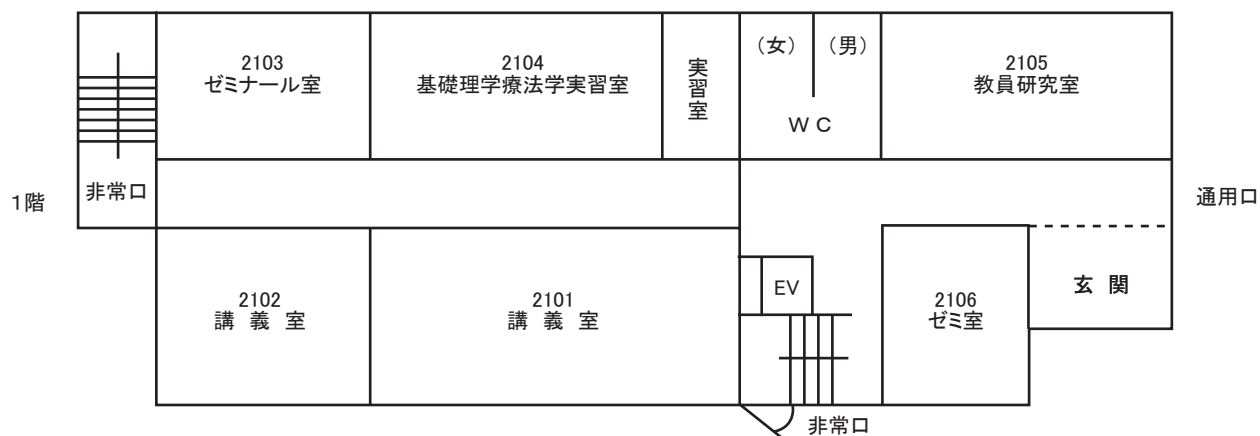 2103
ゼミナール室
2104
基礎理学療法学実習室
実習室
（女）
（男）
ＷＣ
2105
教員研究室
1階
非常口
通用口
2102
講義室
2101
講義室
EV
2106
ゼミ室
玄関
非常口